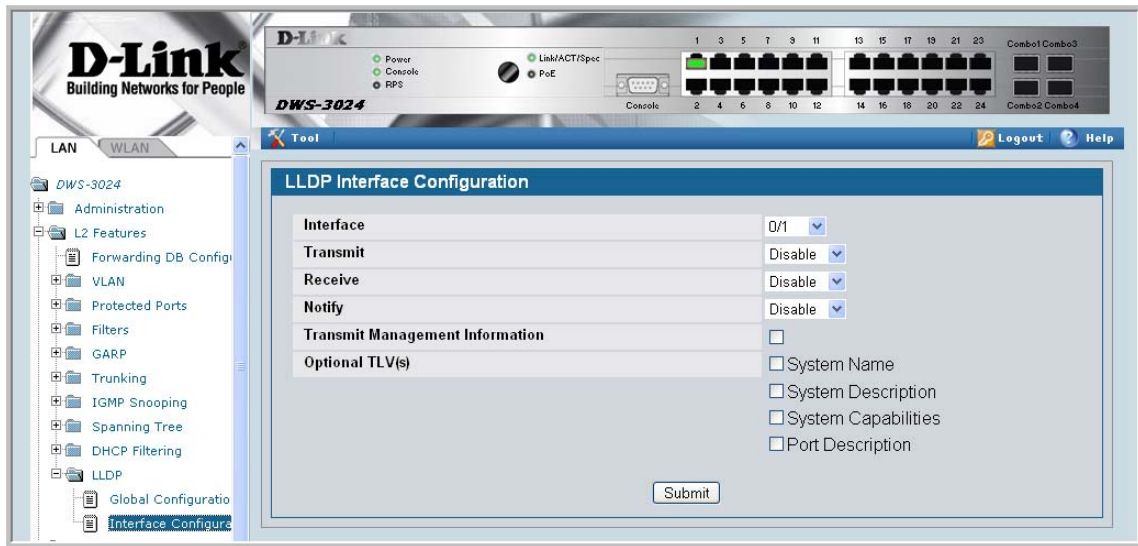 D-Link
Building Networks for People
D-Link
Power
Console
RPS
Link/ACT/Spec
PoE
Console
DWS-3024
1 3 5 7 9 11 13 15 17 19 21 23
2 4 6 8 10 12 14 16 18 20 22 24
Combo1 Combo3
Combo2 Combo4
LAN WLAN
Tool
Logout
Help
DWS-3024
Administration
L2 Features
Forwarding DB Configu
VLAN
Protected Ports
Filters
GARP
Trunking
IGMP Snooping
Spanning Tree
DHCP Filtering
LLDP
Global Configuratio
Interface Configura
LLDP Interface Configuration
Interface 0/1
Transmit Disable
Receive Disable
Notify Disable
Transmit Management Information
Optional TLV(s) System Name
System Description
System Capabilities
Port Description
Submit